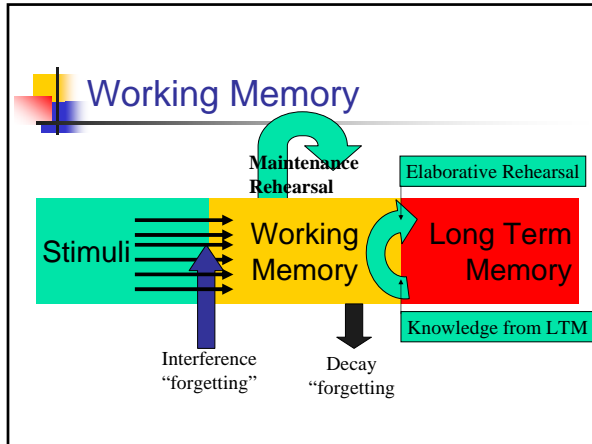 Working Memory
Maintenance
Rehearsal
Elaborative Rehearsal
Stimuli
Working
Memory
Long Term
Memory
Knowledge from LTM
Interference
“forgetting”
Decay
“forgetting